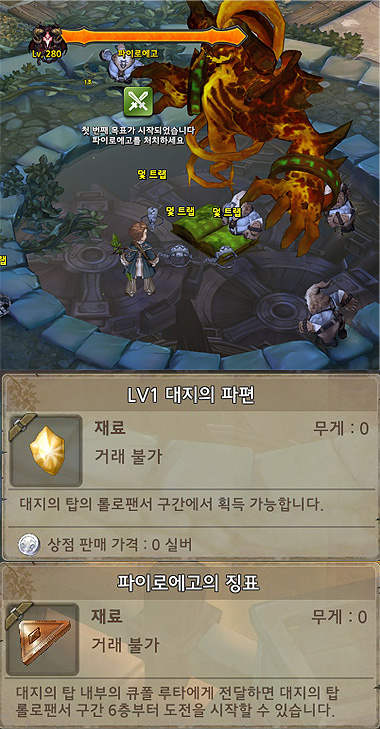 Lv. 280
파이로에고
1초
첫 번째 목표가 시작되었습니다
파이로에고를 처치하세요
덫 트랩
덫 트랩
덫 트랩
랩
LV1 대지의 파편
재료
무게 : 0
거래 불가
대지의 탑의 롤로팬서 구간에서 획득 가능합니다.
상점 판매 가격 : 0 실버
파이로에고의 징표
재료
무게 : 0
거래 불가
대지의 탑 내부의 큐폴 루타에게 전달하면 대지의 탑
롤로팬서 구간 6층부터 도전을 시작할 수 있습니다.